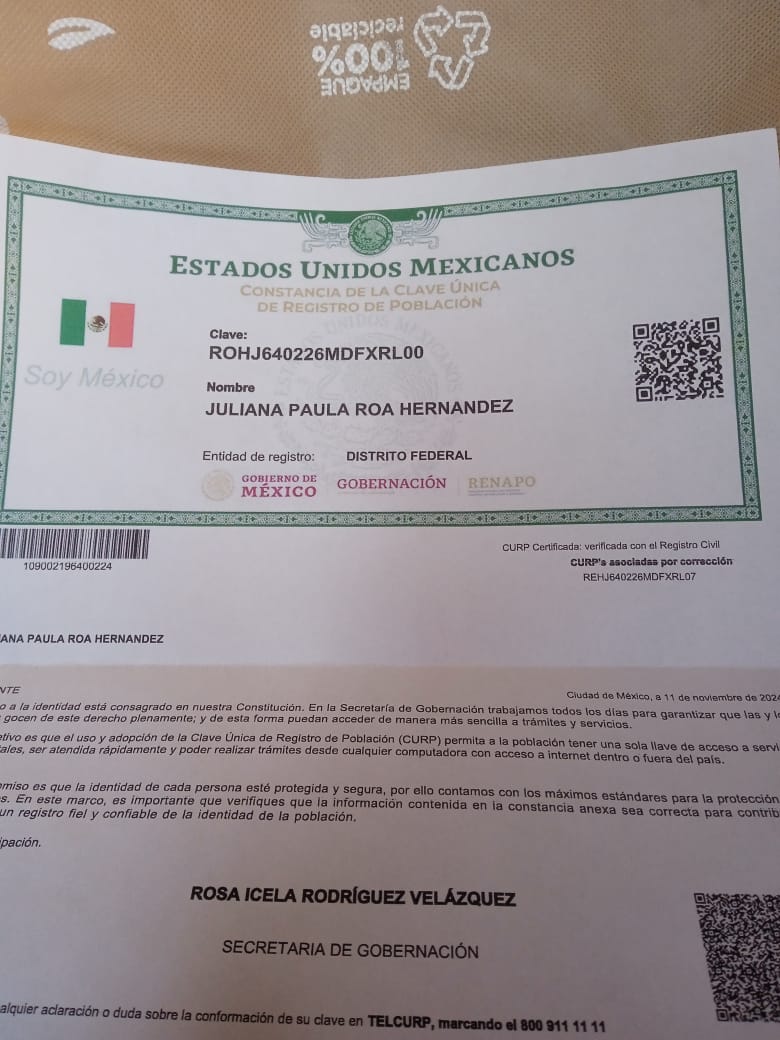 EMPAQUE
100%
reciclable
ESTADOS UNIDOS MEXICANOS
CONSTANCIA DE LA CLAVE ÚNICA
DE REGISTRO DE POBLACIÓN
Soy México
Clave:
ROHJ640226MDFXRL00
Nombre
JULIANA PAULA ROA HERNANDEZ
Entidad de registro: DISTRITO FEDERAL
GOBIERNO DE
MÉXICO
GOBERNACIÓN
RENAPO
109002196400224
CURP Certificada: verificada con el Registro Civil
CURP's asociadas por corrección
REHJ640226MDFXRL07
ANA PAULA ROA HERNANDEZ
NTE
Ciudad de México, a 11 de noviembre de 2024
o a la identidad está consagrado en nuestra Constitución. En la Secretaría de Gobernación trabajamos todos los días para garantizar que las y
gocen de este derecho plenamente; y de esta forma puedan acceder de manera más sencilla a trámites y servicios.
etivo es que el uso y adopción de la Clave Única de Registro de Población (CURP) permita a la población tener una sola llave de acceso a servi
ales, ser atendida rápidamente y poder realizar trámites desde cualquier computadora con acceso a internet dentro o fuera del país.
omiso es que la identidad de cada persona esté protegida y segura, por ello contamos con los máximos estándares para la protección
s. En este marco, es importante que verifiques que la información contenida en la constancia anexa sea correcta para contrib
un registro fiel y confiable de la identidad de la población.
ipación.
ROSA ICELA RODRÍGUEZ VELÁZQUEZ
SECRETARIA DE GOBERNACIÓN
alquier aclaración o duda sobre la conformación de su clave en TELCURP, marcando el 800 911 11 11